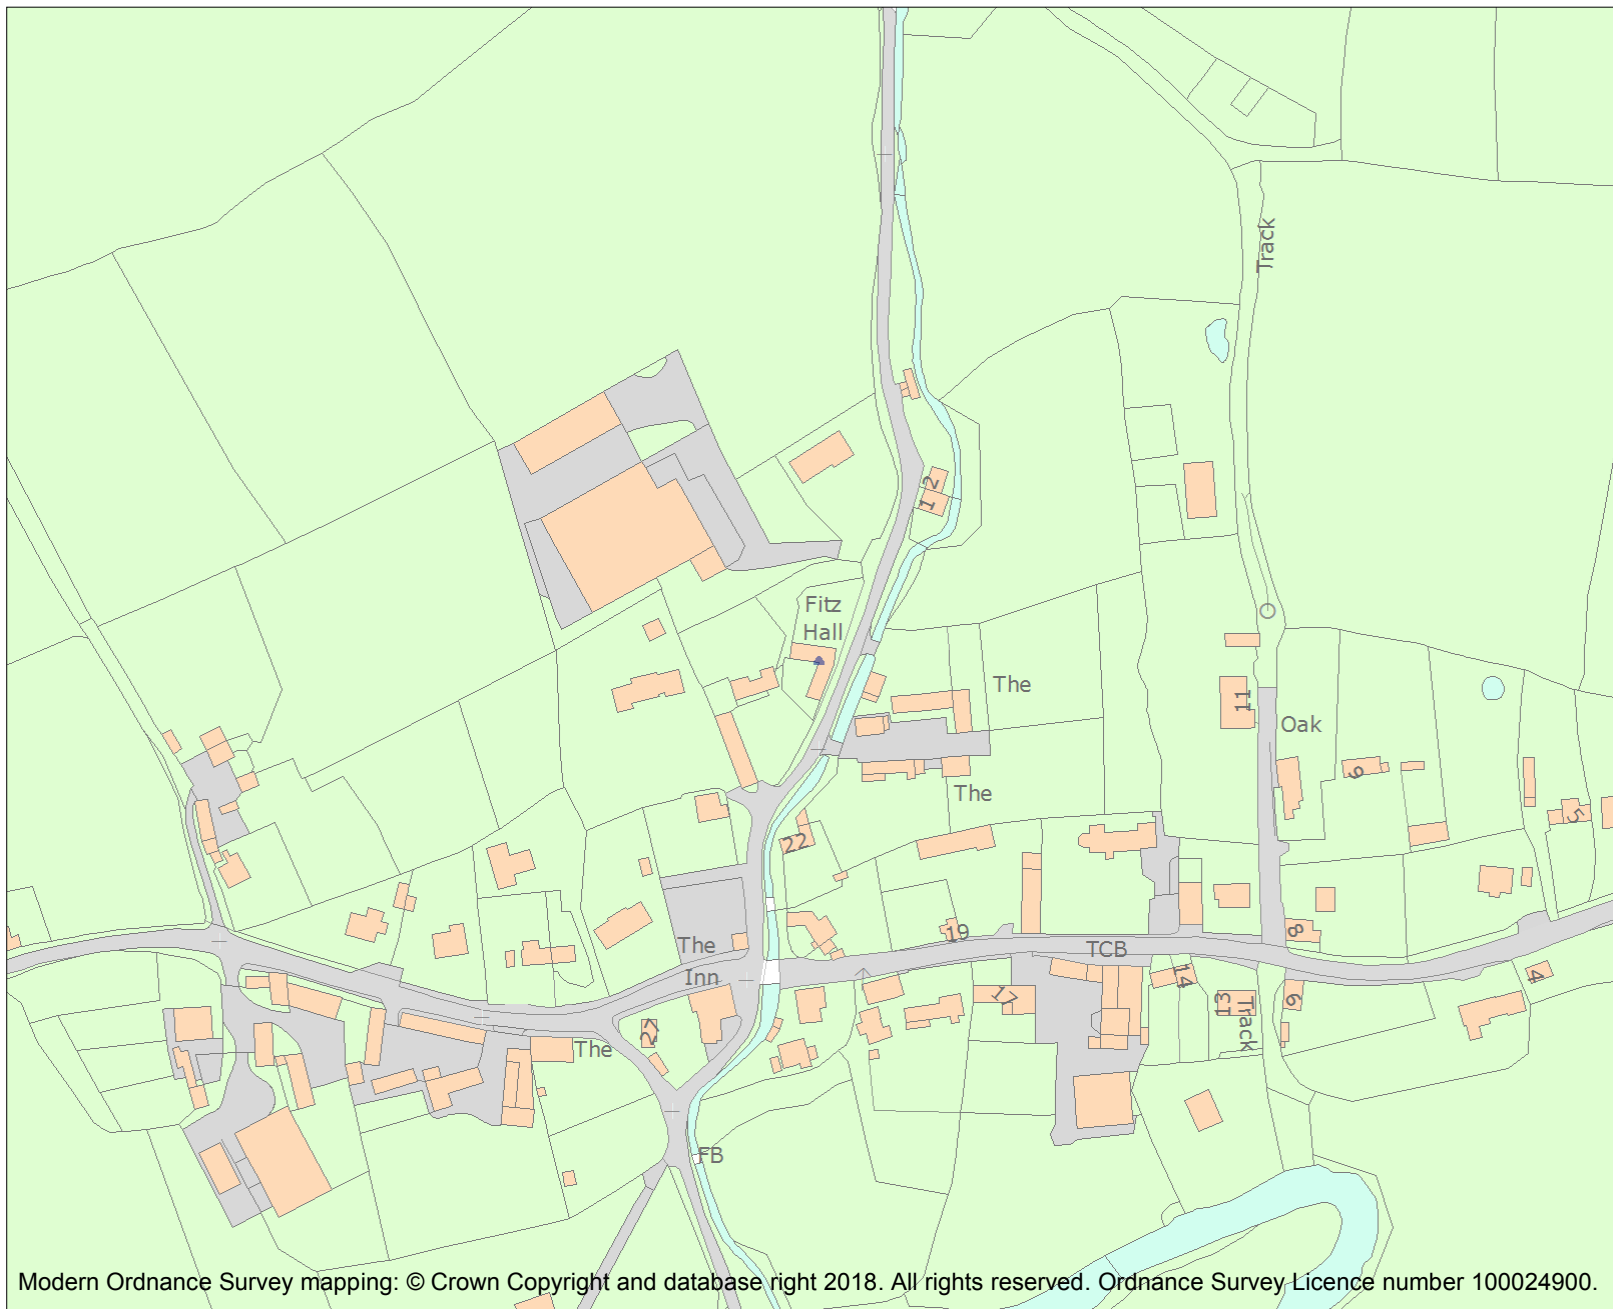 Track
2
1
Fitz
Hall
The
11
Oak
9
The
5
22
19
8
The
TCB
Inn
14
4
17
13
Track
6
27
The
FB
Modern Ordnance Survey mapping: © Crown Copyright and database right 2018. All rights reserved. Ordnance Survey Licence number 100024900.